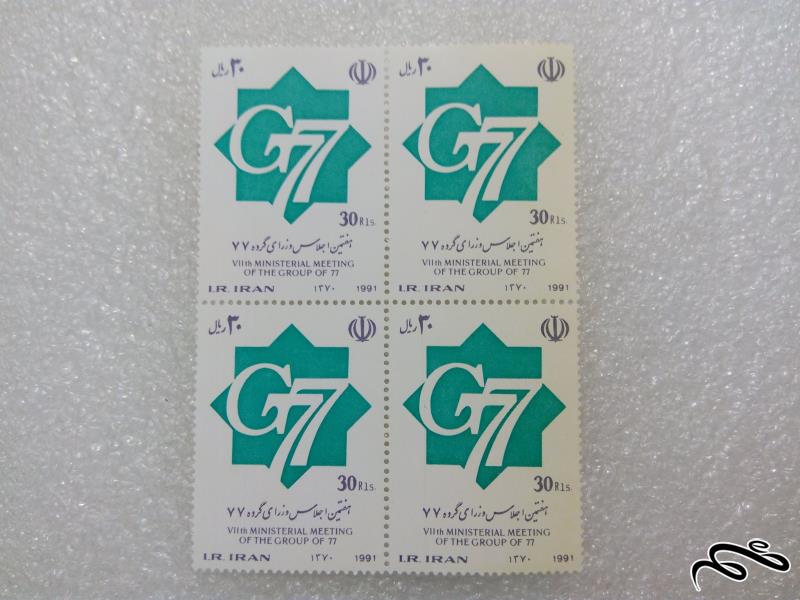 ۳۰ ریال
G77
30 Rls.
هفتمین اجلاس وزرای گروه ۷۷
VIIth MINISTERIAL MEETING
OF THE GROUP OF 77
I.R. IRAN ۱۳۷۰ 1991
۳۰ ریال
G77
30 Rls.
هفتمین اجلاس وزرای گروه ۷۷
VIIth MINISTERIAL MEETING
OF THE GROUP OF 77
I.R. IRAN ۱۳۷۰ 1991
۳۰ ریال
G77
30 Rls.
هفتمین اجلاس وزرای گروه ۷۷
VIIth MINISTERIAL MEETING
OF THE GROUP OF 77
I.R. IRAN ۱۳۷۰ 1991
۳۰ ریال
G77
30 Rls.
هفتمین اجلاس وزرای گروه ۷۷
VIIth MINISTERIAL MEETING
OF THE GROUP OF 77
I.R. IRAN ۱۳۷۰ 1991